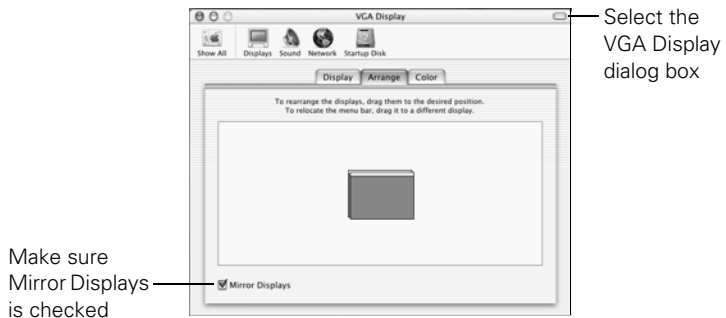 VGA Display
Select the
VGA Display
dialog box
Show All
Displays
Sound
Network
Startup Disk
Display
Arrange
Color
To rearrange the displays, drag them to the desired position.
To relocate the menu bar, drag it to a different display.
Make sure
Mirror Displays
is checked
Mirror Displays